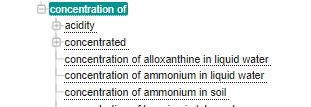 concentration of
acidity
concentrated
concentration of alloxanthine in liquid water
concentration of ammonium in liquid water
concentration of ammonium in soil